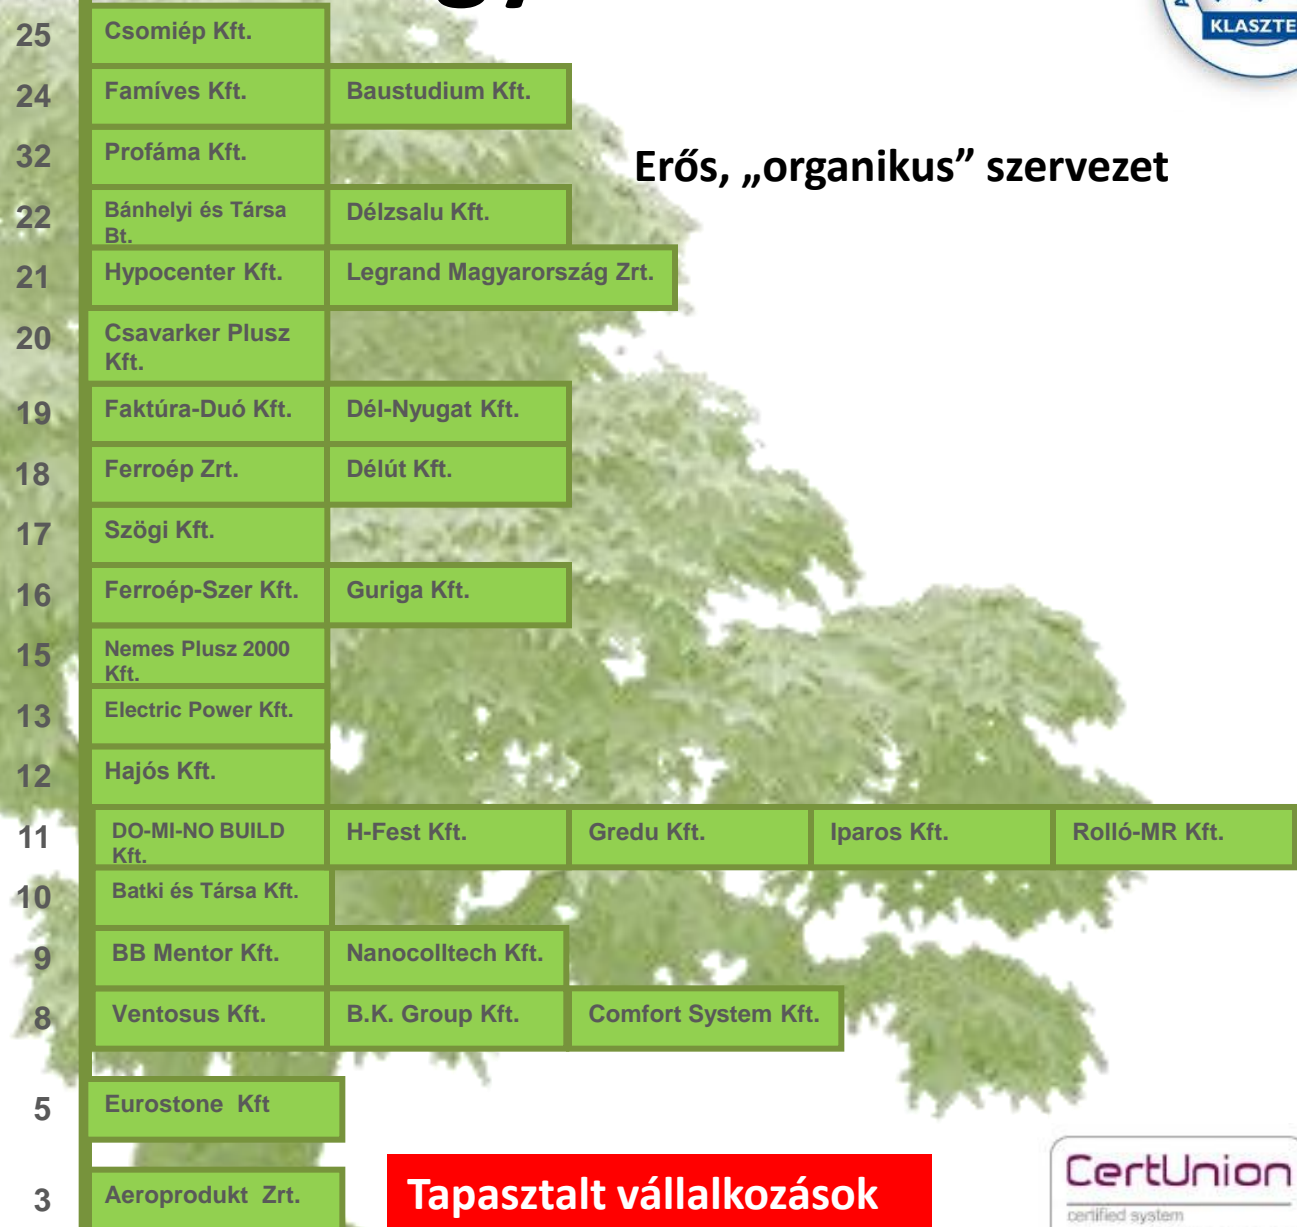 25 Csomiép Kft.
KLASZTE
24 Famíves Kft. Baustudium Kft.
32 Profáma Kft.
Erős, „organikus” szervezet
22 Bánhelyi és Társa
Bt. Délzsalu Kft.
21 Hypocenter Kft. Legrand Magyarország Zrt.
20 Csavarker Plusz
Kft.
19 Faktúra-Duó Kft. Dél-Nyugat Kft.
18 Ferroép Zrt. Délút Kft.
17 Szögi Kft.
16 Ferroép-Szer Kft. Guriga Kft.
15 Nemes Plusz 2000
Kft.
13 Electric Power Kft.
12 Hajós Kft.
11 DO-MI-NO BUILD
Kft. H-Fest Kft. Gredu Kft. Iparos Kft. Rolló-MR Kft.
10 Batki és Társa Kft.
9 BB Mentor Kft. Nanocolltech Kft.
8 Ventosus Kft. B.K. Group Kft. Comfort System Kft.
5 Eurostone Kft
3 Aeroprodukt Zrt.
Tapasztalt vállalkozások
CertUnion
certified system